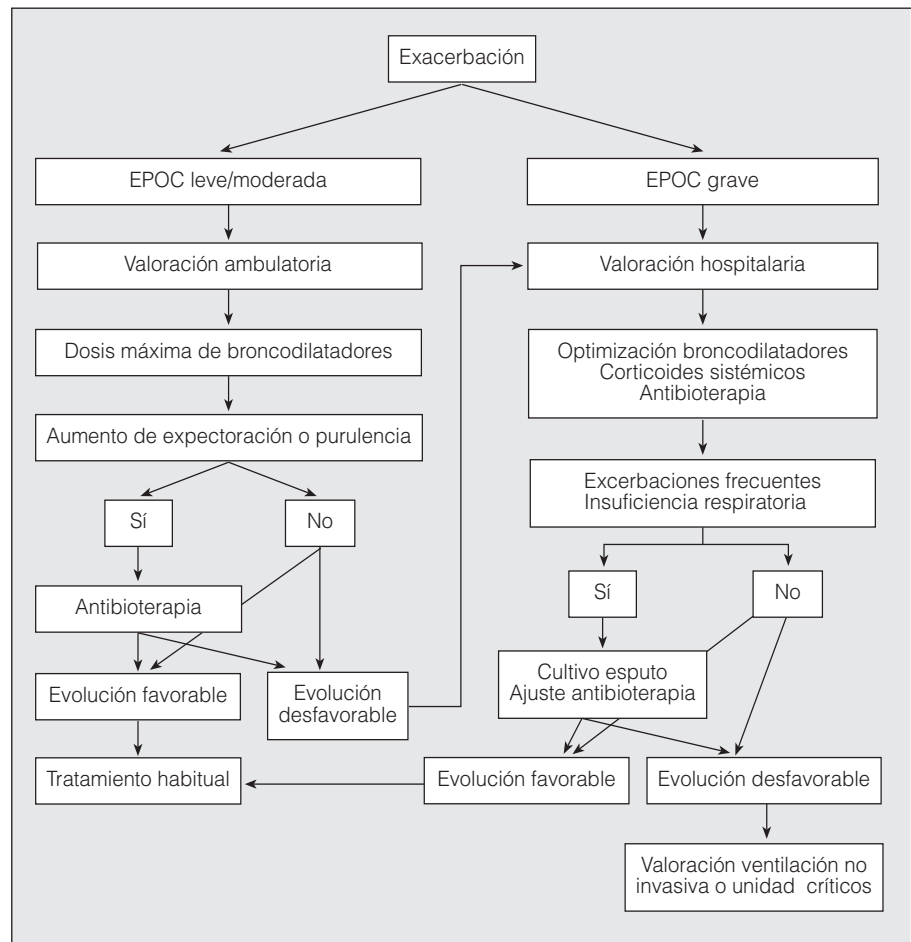 Exacerbación
EPOC leve/moderada
EPOC grave
Valoración ambulatoria
Valoración hospitalaria
Dosis máxima de broncodilatadores
Optimización broncodilatadores
Corticoides sistémicos
Antibioterapia
Aumento de expectoración o purulencia
Excerbaciones frecuentes
Insuficiencia respiratoria
Sí
No
Sí
No
Antibioterapia
Cultivo esputo
Ajuste antibioterapia
Evolución favorable
Evolución
desfavorable
Tratamiento habitual
Evolución favorable
Evolución desfavorable
Valoración ventilación no
invasiva o unidad críticos